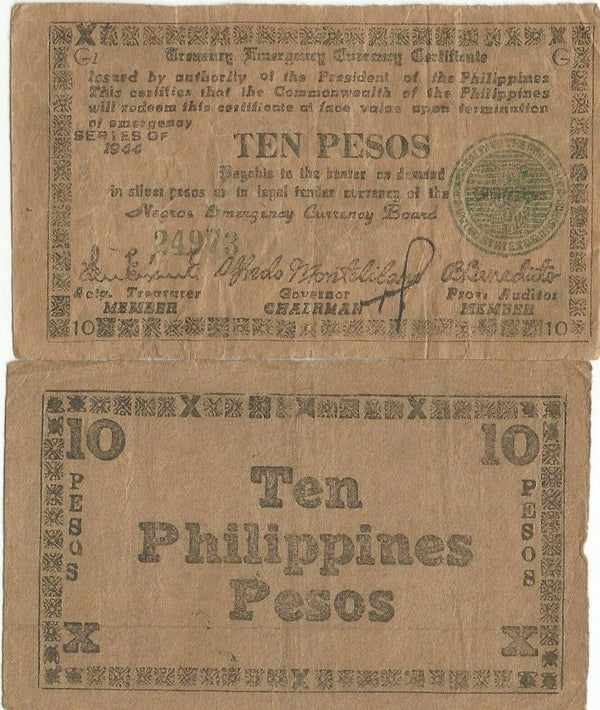 X
G1 Treasury Emergency Currency Certificate G
Issued by authority of the President of the Philippines
This certifies that the Commonwealth of the Philippines
will redeem this certificate at face value upon termination
of emergency
SERIES OF
1944
TEN PESOS
Payable to the bearer on demand
in silver pesos or in legal tender currency of the
Negros Emergency Currency Board
24973
Alfredo Montelibano
Actg. Treasurer Governor Prov. Auditor
MEMBER CHAIRMAN MEMBER
10 10
X X
10 10
PESOS PESOS
Ten
Philippines
Pesos
X X
X